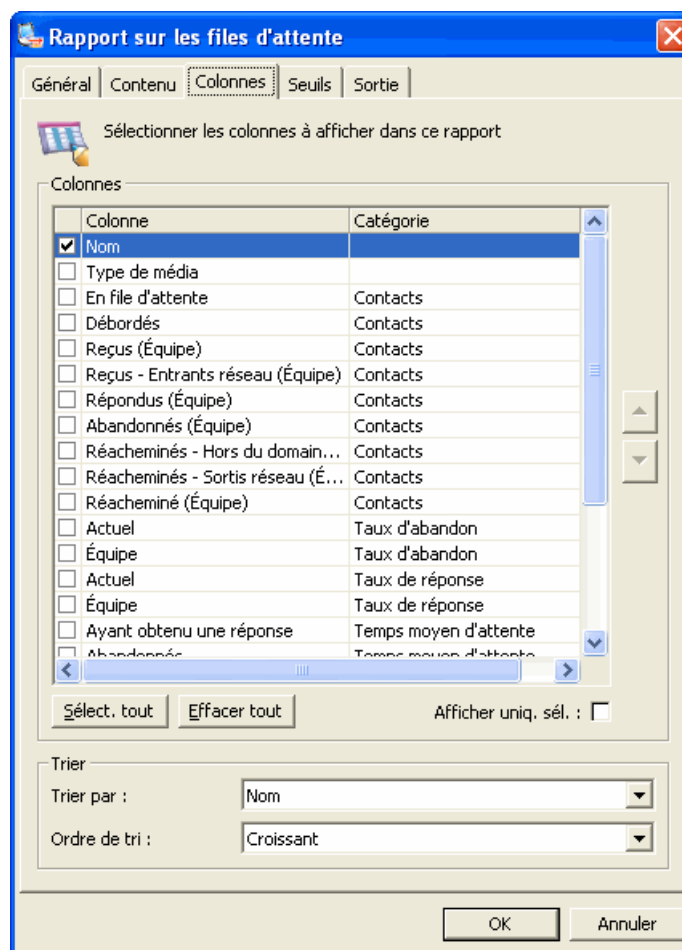 Rapport sur les files d'attente
Général Contenu Colonnes Seuils Sortie
Sélectionner les colonnes à afficher dans ce rapport
Colonnes
Colonne Catégorie
Nom
Type de média
En file d'attente Contacts
Débordés Contacts
Reçus (Équipe) Contacts
Reçus - Entrants réseau (Équipe) Contacts
Répondus (Équipe) Contacts
Abandonnés (Équipe) Contacts
Réacheminés - Hors du domain... Contacts
Réacheminés - Sortis réseau (É... Contacts
Réacheminé (Équipe) Contacts
Actuel Taux d'abandon
Équipe Taux d'abandon
Actuel Taux de réponse
Équipe Taux de réponse
Ayant obtenu une réponse Temps moyen d'attente
Abandonnés Temps moyen d'attente
Sélect. tout Effacer tout Afficher uniq. sél. :
Trier
Trier par : Nom
Ordre de tri : Croissant
OK Annuler